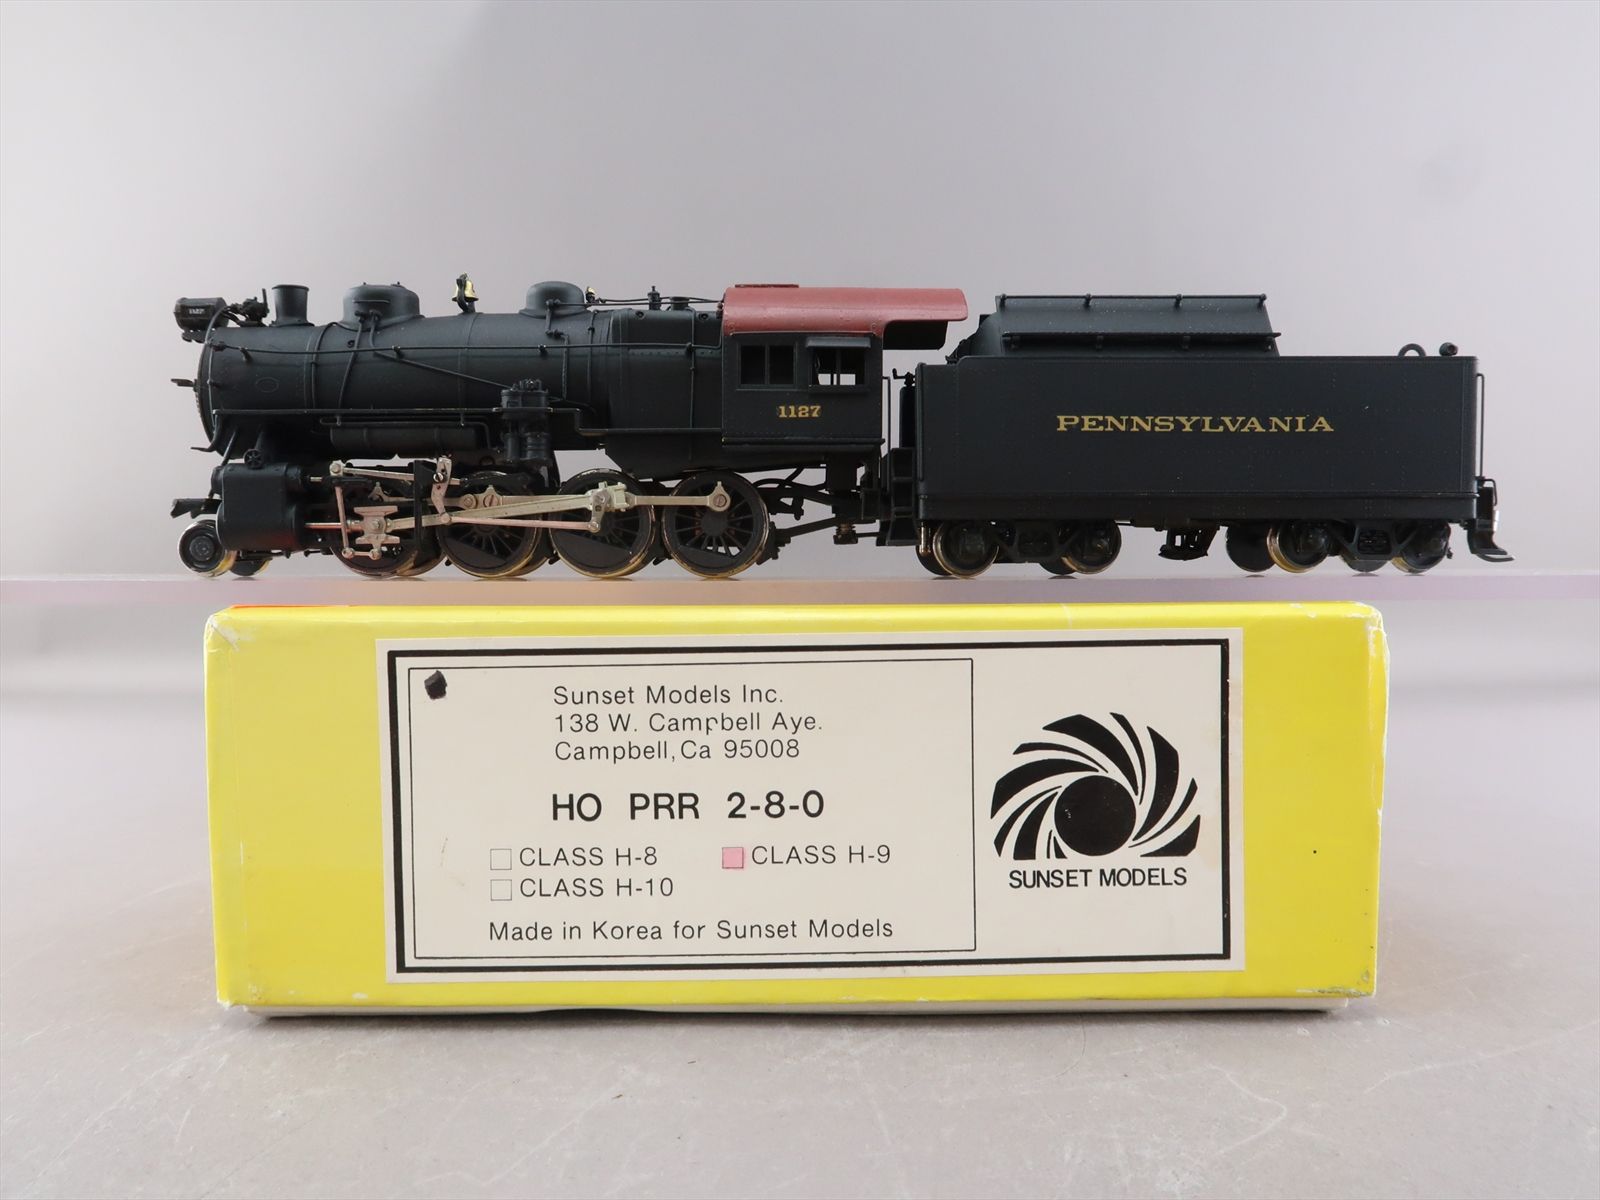 1127
PENNSYLVANIA
Sunset Models Inc.
138 W. Campbell Aye.
Campbell, Ca 95008
HO PRR 2-8-0
CLASS H-8
CLASS H-9
CLASS H-10
Made in Korea for Sunset Models
SUNSET MODELS